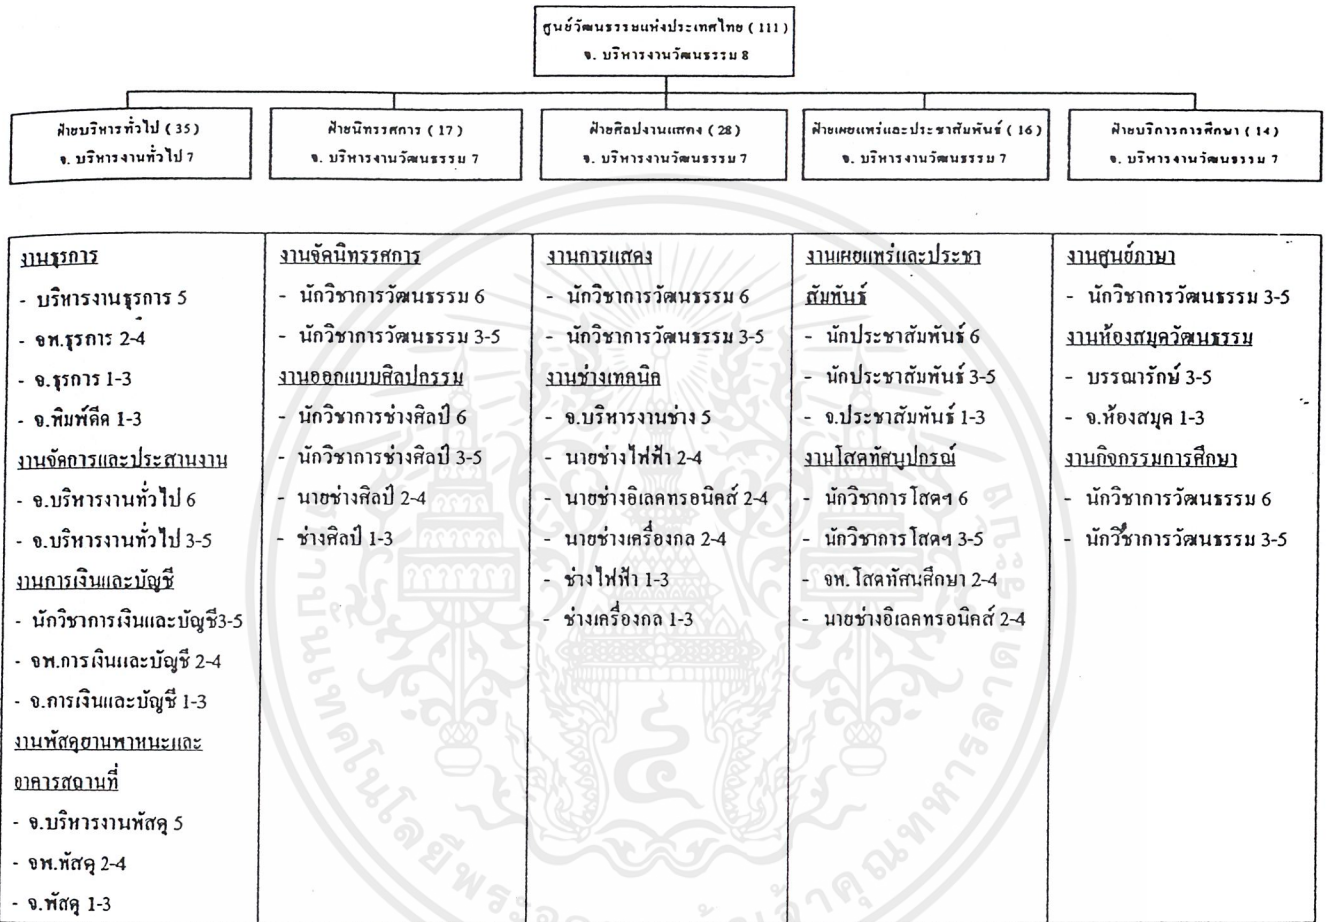 ศูนย์วัฒนธรรมแห่งประเทศไทย ( 111 )
จ. บริหารงานวัฒนธรรม 8
ฝ่ายบริหารทั่วไป ( 35 )
จ. บริหารงานทั่วไป 7
ฝ่ายนิทรรศการ ( 17 )
จ. บริหารงานวัฒนธรรม 7
ฝ่ายศิลปงานแสดง ( 28 )
จ. บริหารงานวัฒนธรรม 7
ฝ่ายเผยแพร่และประชาสัมพันธ์ ( 16 )
จ. บริหารงานวัฒนธรรม 7
ฝ่ายบริการการศึกษา ( 14 )
จ. บริหารงานวัฒนธรรม 7
งานธุรการ
- บริหารงานธุรการ 5
- จพ.ธุรการ 2-4
- จ.ธุรการ 1-3
- จ.พิมพ์ดีด 1-3
งานจัดการและประสานงาน
- จ.บริหารงานทั่วไป 6
- จ.บริหารงานทั่วไป 3-5
งานการเงินและบัญชี
- นักวิชาการเงินและบัญชี3-5
- จพ.การเงินและบัญชี 2-4
- จ.การเงินและบัญชี 1-3
งานพัสดุยานพาหนะและ
อาคารสถานที่
- จ.บริหารงานพัสดุ 5
- จพ.พัสดุ 2-4
- จ.พัสดุ 1-3
งานจัดนิทรรศการ
- นักวิชาการวัฒนธรรม 6
- นักวิชาการวัฒนธรรม 3-5
งานออกแบบศิลปกรรม
- นักวิชาการช่างศิลป์ 6
- นักวิชาการช่างศิลป์ 3-5
- นายช่างศิลป์ 2-4
- ช่างศิลป์ 1-3
งานการแสดง
- นักวิชาการวัฒนธรรม 6
- นักวิชาการวัฒนธรรม 3-5
งานช่างเทคนิค
- จ.บริหารงานช่าง 5
- นายช่างไฟฟ้า 2-4
- นายช่างอิเลคทรอนิคส์ 2-4
- นายช่างเครื่องกล 2-4
- ช่างไฟฟ้า 1-3
- ช่างเครื่องกล 1-3
งานเผยแพร่และประชา
สัมพันธ์
- นักประชาสัมพันธ์ 6
- นักประชาสัมพันธ์ 3-5
- จ.ประชาสัมพันธ์ 1-3
งานโสตทัศนูปกรณ์
- นักวิชาการโสตฯ 6
- นักวิชาการโสตฯ 3-5
- จพ.โสตทัศนศึกษา 2-4
- นายช่างอิเลคทรอนิคส์ 2-4
งานศูนย์ภาษา
- นักวิชาการวัฒนธรรม 3-5
งานห้องสมุดวัฒนธรรม
- บรรณารักษ์ 3-5
- จ.ห้องสมุด 1-3
งานกิจกรรมการศึกษา
- นักวิชาการวัฒนธรรม 6
- นักวิชาการวัฒนธรรม 3-5